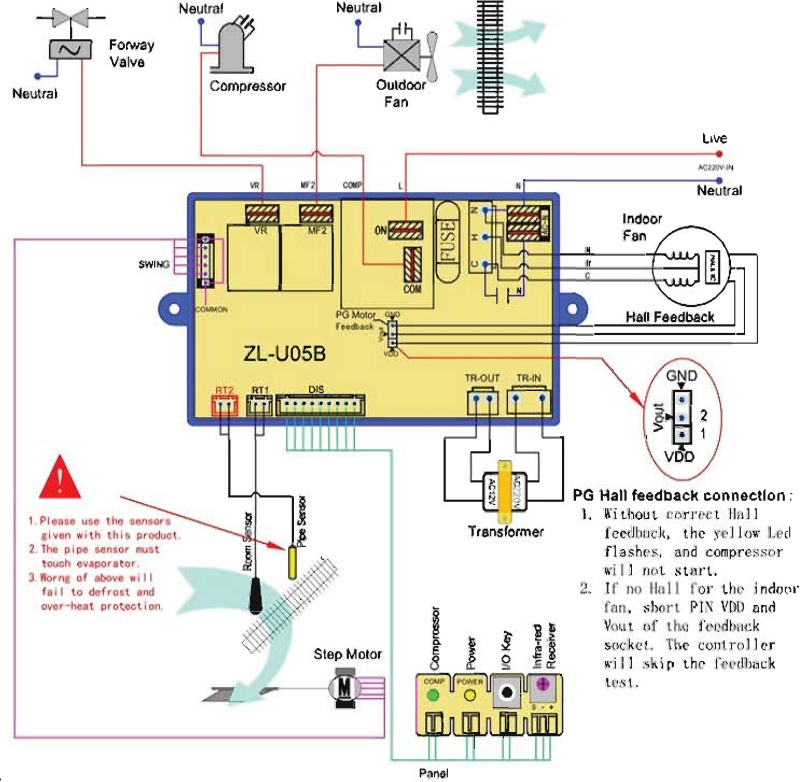 Neutral
Neutral
Forway
Valve
Neutral
Compressor
Outdoor
Fan
Live
AC220V-IN
Neutral
VR
MF2
COMP
L
N
VR
MF2
ON
COM
FUSE
N
H
C
N
AC-N
Indoor
Fan
C
Hall Feedback
SWING
COMMON
PG Motor
Feedback
GND
Vout
VDD
ZL-U05B
RT2
RT1
DIS
TR-OUT
TR-IN
GND
Vout
2
1
VDD
AC12V
AC220V
Transformer
Room Sensor
Pipe Sensor
!
1. Please use the sensors
given with this product.
2. The pipe sensor must
touch evaporator.
3. Worng of above will
fail to defrost and
over-heat protection.
PG Hall feedback connection:
1. Without correct Hall
feedback, the yellow Led
flashes, and compressor
will not start.
2. If no Hall for the indoor
fan, short PIN VDD and
Vout of the feedback
socket. The controller
will skip the feedback
test.
Step Motor
M
Compressor
Power
I/O Key
Infra-red
Receiver
COMP
POWER
S - +
Panel